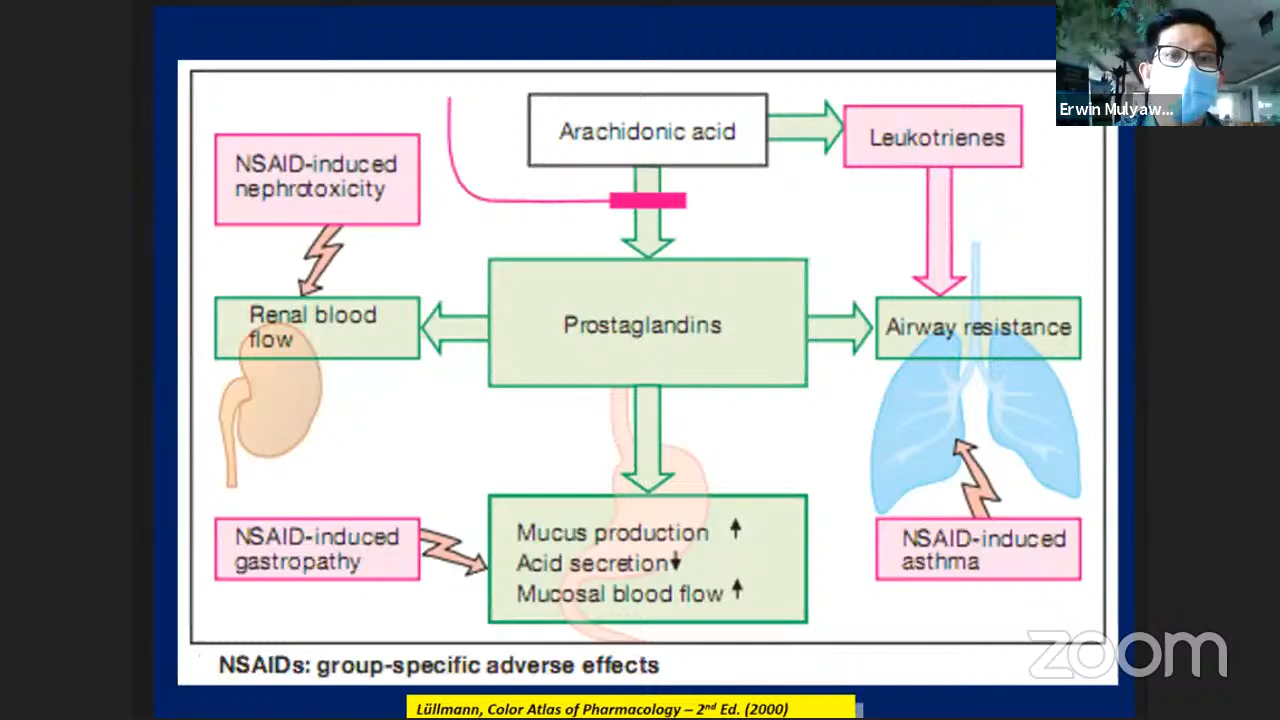 Erwin Mulyaw...
Arachidonic acid
Leukotrienes
NSAID-induced
nephrotoxicity
Renal blood
flow
Prostaglandins
Airway resistance
NSAID-induced
gastropathy
Mucus production
Acid secretion
Mucosal blood flow
NSAID-induced
asthma
zoom
NSAIDs: group-specific adverse effects
Lüllmann, Color Atlas of Pharmacology – 2nd Ed. (2000)